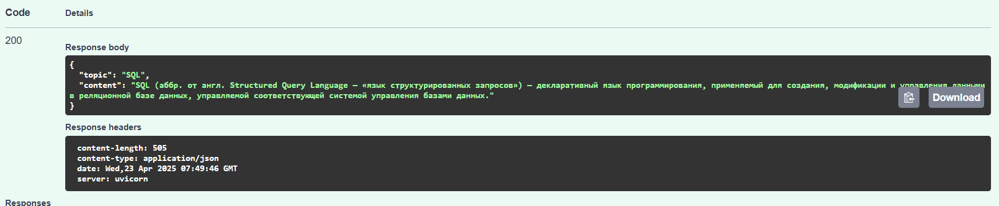 Code Details
200
Response body
{
"topic": "SQL",
"content": "SQL (аббр. от англ. Structured Query Language — «язык структурированных запросов») — декларативный язык программирования, применяемый для создания, модификации и управления данными
в реляционной базе данных, управляемой соответствующей системой управления базами данных."
}
Download
Response headers
content-length: 505
content-type: application/json
date: Wed,23 Apr 2025 07:49:46 GMT
server: uvicorn
Responses